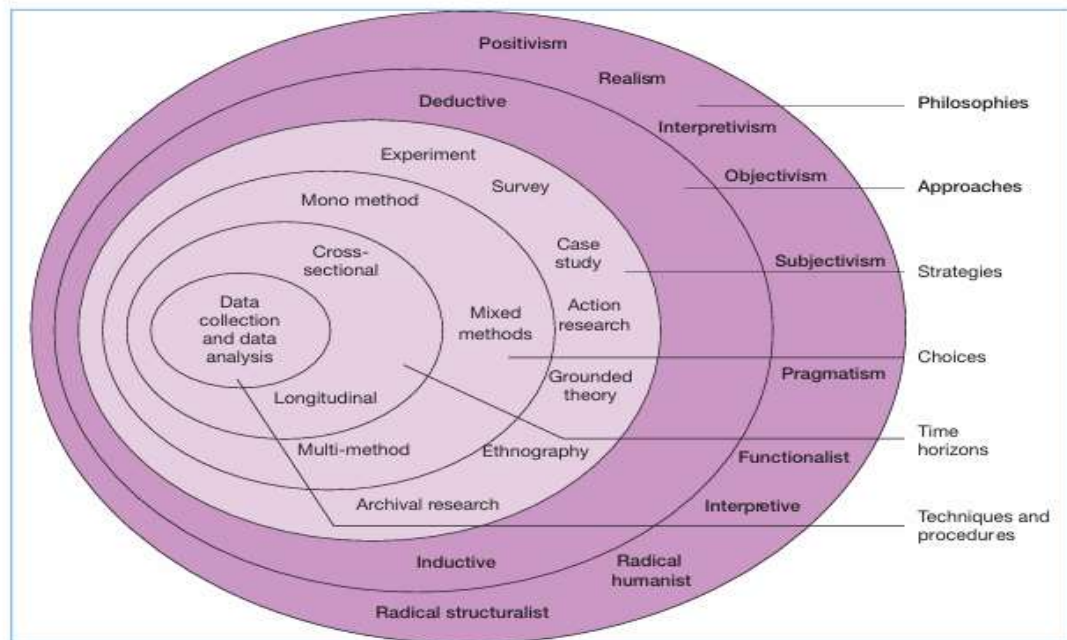 Positivism
Realism
Philosophies
Deductive
Interpretivism
Experiment
Objectivism
Approaches
Survey
Mono method
Case
study
Cross-
sectional
Subjectivism
Strategies
Data
collection
and data
analysis
Mixed
methods
Action
research
Choices
Pragmatism
Grounded
theory
Longitudinal
Time
horizons
Multi-method
Ethnography
Functionalist
Archival research
Interpretive
Techniques and
procedures
Inductive
Radical
humanist
Radical structuralist